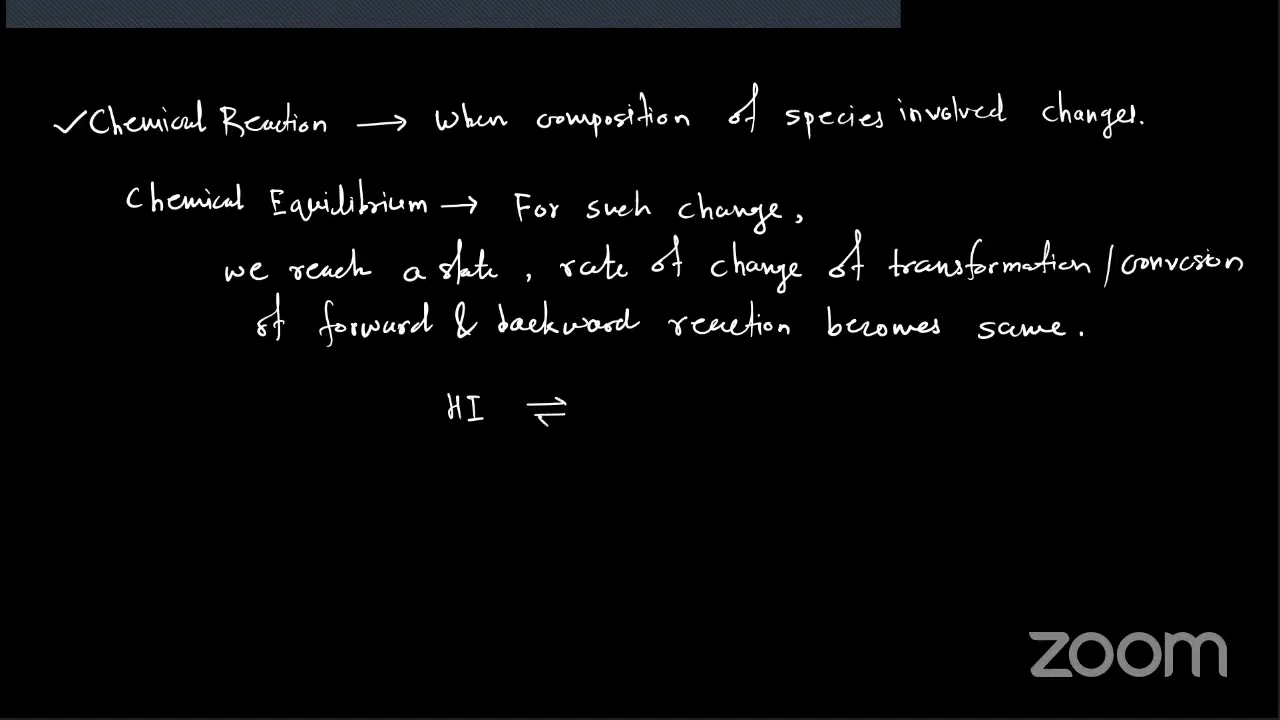 ✓Chemical Reaction → When composition of species involved changes.
Chemical Equilibrium → For such change,
we reach a state, rate of change of transformation/conversion
of forward & backward reaction becomes same.
HI ⇌
zoom